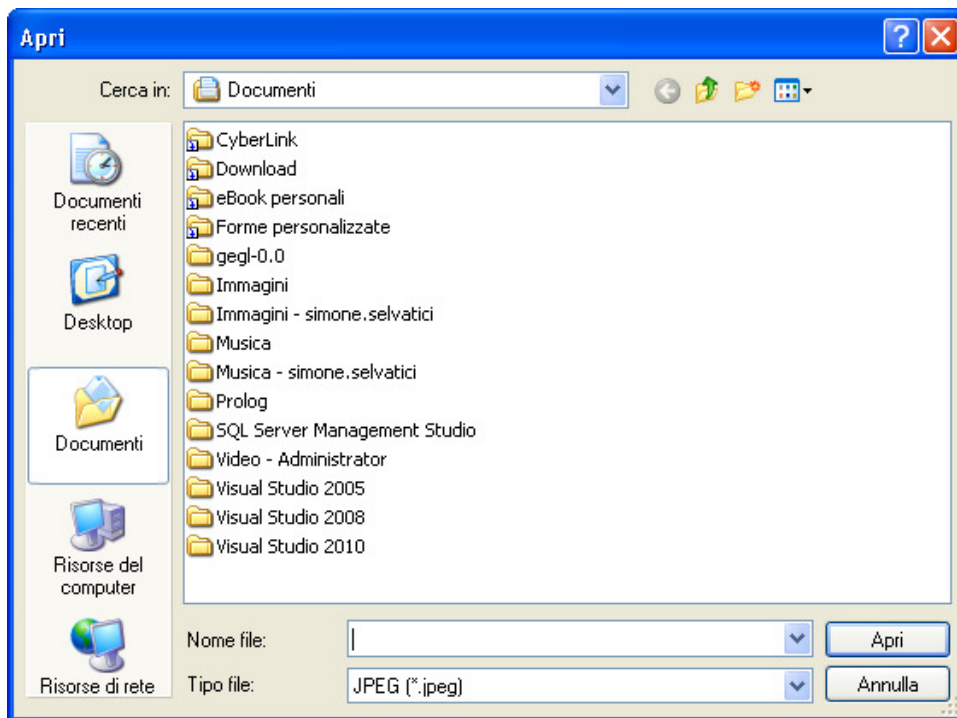 Apri
Cerca in: Documenti
Documenti
recenti
Desktop
Documenti
Risorse del
computer
Risorse di rete
CyberLink
Download
eBook personali
Forme personalizzate
gegl-0.0
Immagini
Immagini - simone.selvatici
Musica
Musica - simone.selvatici
Prolog
SQL Server Management Studio
Video - Administrator
Visual Studio 2005
Visual Studio 2008
Visual Studio 2010
Nome file: Apri
Tipo file: JPEG (*.jpeg) Annulla